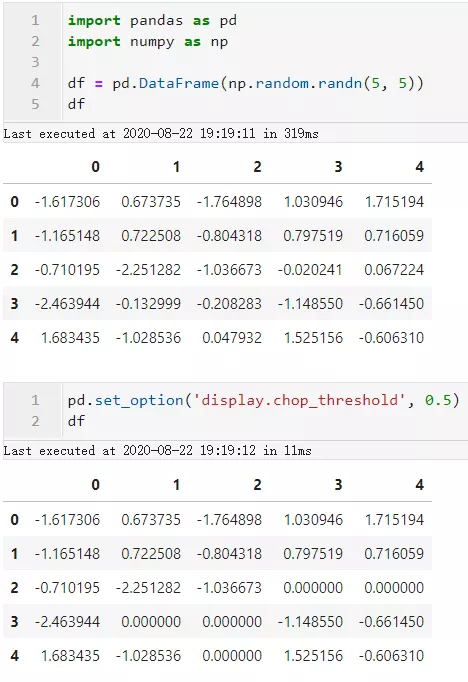 1 import pandas as pd
2 import numpy as np
3
4 df = pd.DataFrame(np.random.randn(5, 5))
5 df
Last executed at 2020-08-22 19:19:11 in 319ms
0 1 2 3 4
0 -1.617306 0.673735 -1.764898 1.030946 1.715194
1 -1.165148 0.722508 -0.804318 0.797519 0.716059
2 -0.710195 -2.251282 -1.036673 -0.020241 0.067224
3 -2.463944 -0.132999 -0.208283 -1.148550 -0.661450
4 1.683435 -1.028536 0.047932 1.525156 -0.606310
1 pd.set_option('display.chop_threshold', 0.5)
2 df
Last executed at 2020-08-22 19:19:12 in 11ms
0 1 2 3 4
0 -1.617306 0.673735 -1.764898 1.030946 1.715194
1 -1.165148 0.722508 -0.804318 0.797519 0.716059
2 -0.710195 -2.251282 -1.036673 0.000000 0.000000
3 -2.463944 0.000000 0.000000 -1.148550 -0.661450
4 1.683435 -1.028536 0.000000 1.525156 -0.606310